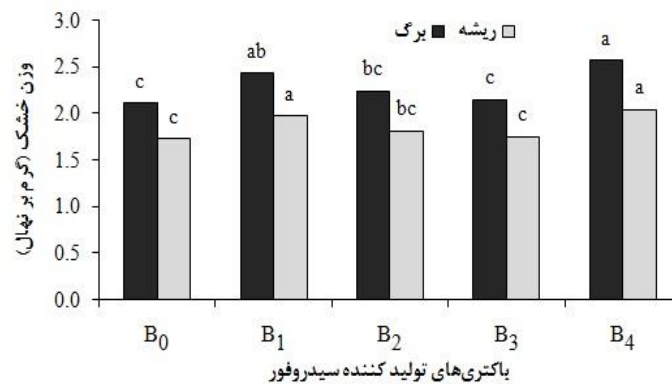 وزن خشک (گرم بر نهال)
3.0
2.5
2.0
1.5
1.0
0.5
0.0
ریشه برگ
c c
ab a
bc bc
c c
a a
B0 B1 B2 B3 B4
باکتری‌های تولید کننده سیدروفور